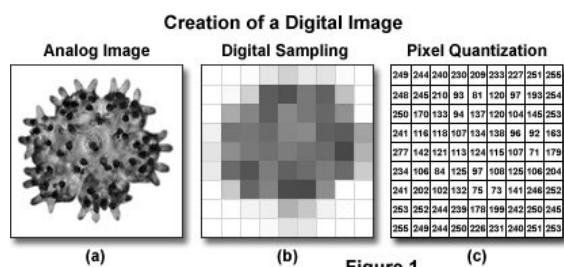 Creation of a Digital Image
Analog Image Digital Sampling Pixel Quantization
249 244 240 230 209 233 227 251 255
248 245 210 93 81 120 97 193 254
250 170 133 94 137 120 104 145 253
241 116 118 107 134 138 96 92 163
277 142 121 113 124 115 107 71 179
234 106 84 125 97 108 125 106 204
241 202 102 132 75 73 141 246 252
253 252 244 239 178 199 242 250 245
255 249 244 250 226 231 240 251 253
(a) (b) Figure 1 (c)